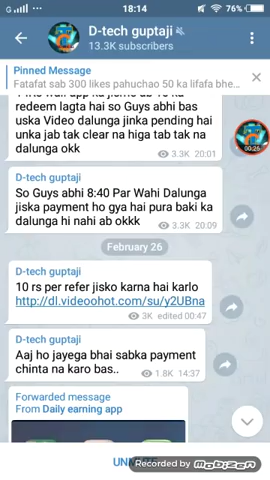 18:14
76%
D-tech guptaji
13.3K subscribers
Pinned Message
Fatafat sab 300 likes pahuchao 50 ka lifafa bhe...
redeem lagta hai so Guys abhi bas
uska Video dalunga jinka pending hai
unka jab tak clear na higa tab tak na
dalunga okk
3.3K 20:01
00:26
D-tech guptaji
So Guys abhi 8:40 Par Wahi Dalunga
jiska payment ho gya hai pura baki ka
dalunga hi nahi ab okkk
3.3K 20:09
February 26
D-tech guptaji
10 rs per refer jisko karna hai karlo
http://dl.videoohot.com/su/y2UBna
3K edited 00:47
D-tech guptaji
Aaj ho jayega bhai sabka payment
chinta na karo bas..
1.8K 14:37
Forwarded message
From Daily earning app
Recorded by
MOBIZEN